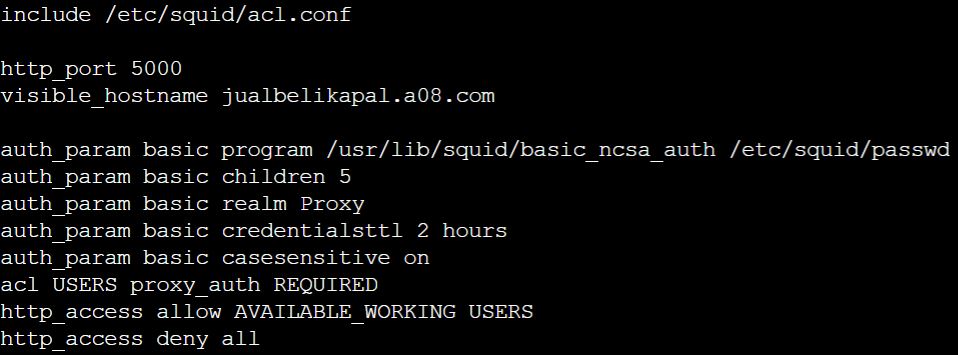 include /etc/squid/acl.conf
http_port 5000
visible_hostname jualbelikapal.a08.com
auth_param basic program /usr/lib/squid/basic_ncsa_auth /etc/squid/passwd
auth_param basic children 5
auth_param basic realm Proxy
auth_param basic credentialsttl 2 hours
auth_param basic casesensitive on
acl USERS proxy_auth REQUIRED
http_access allow AVAILABLE_WORKING USERS
http_access deny all